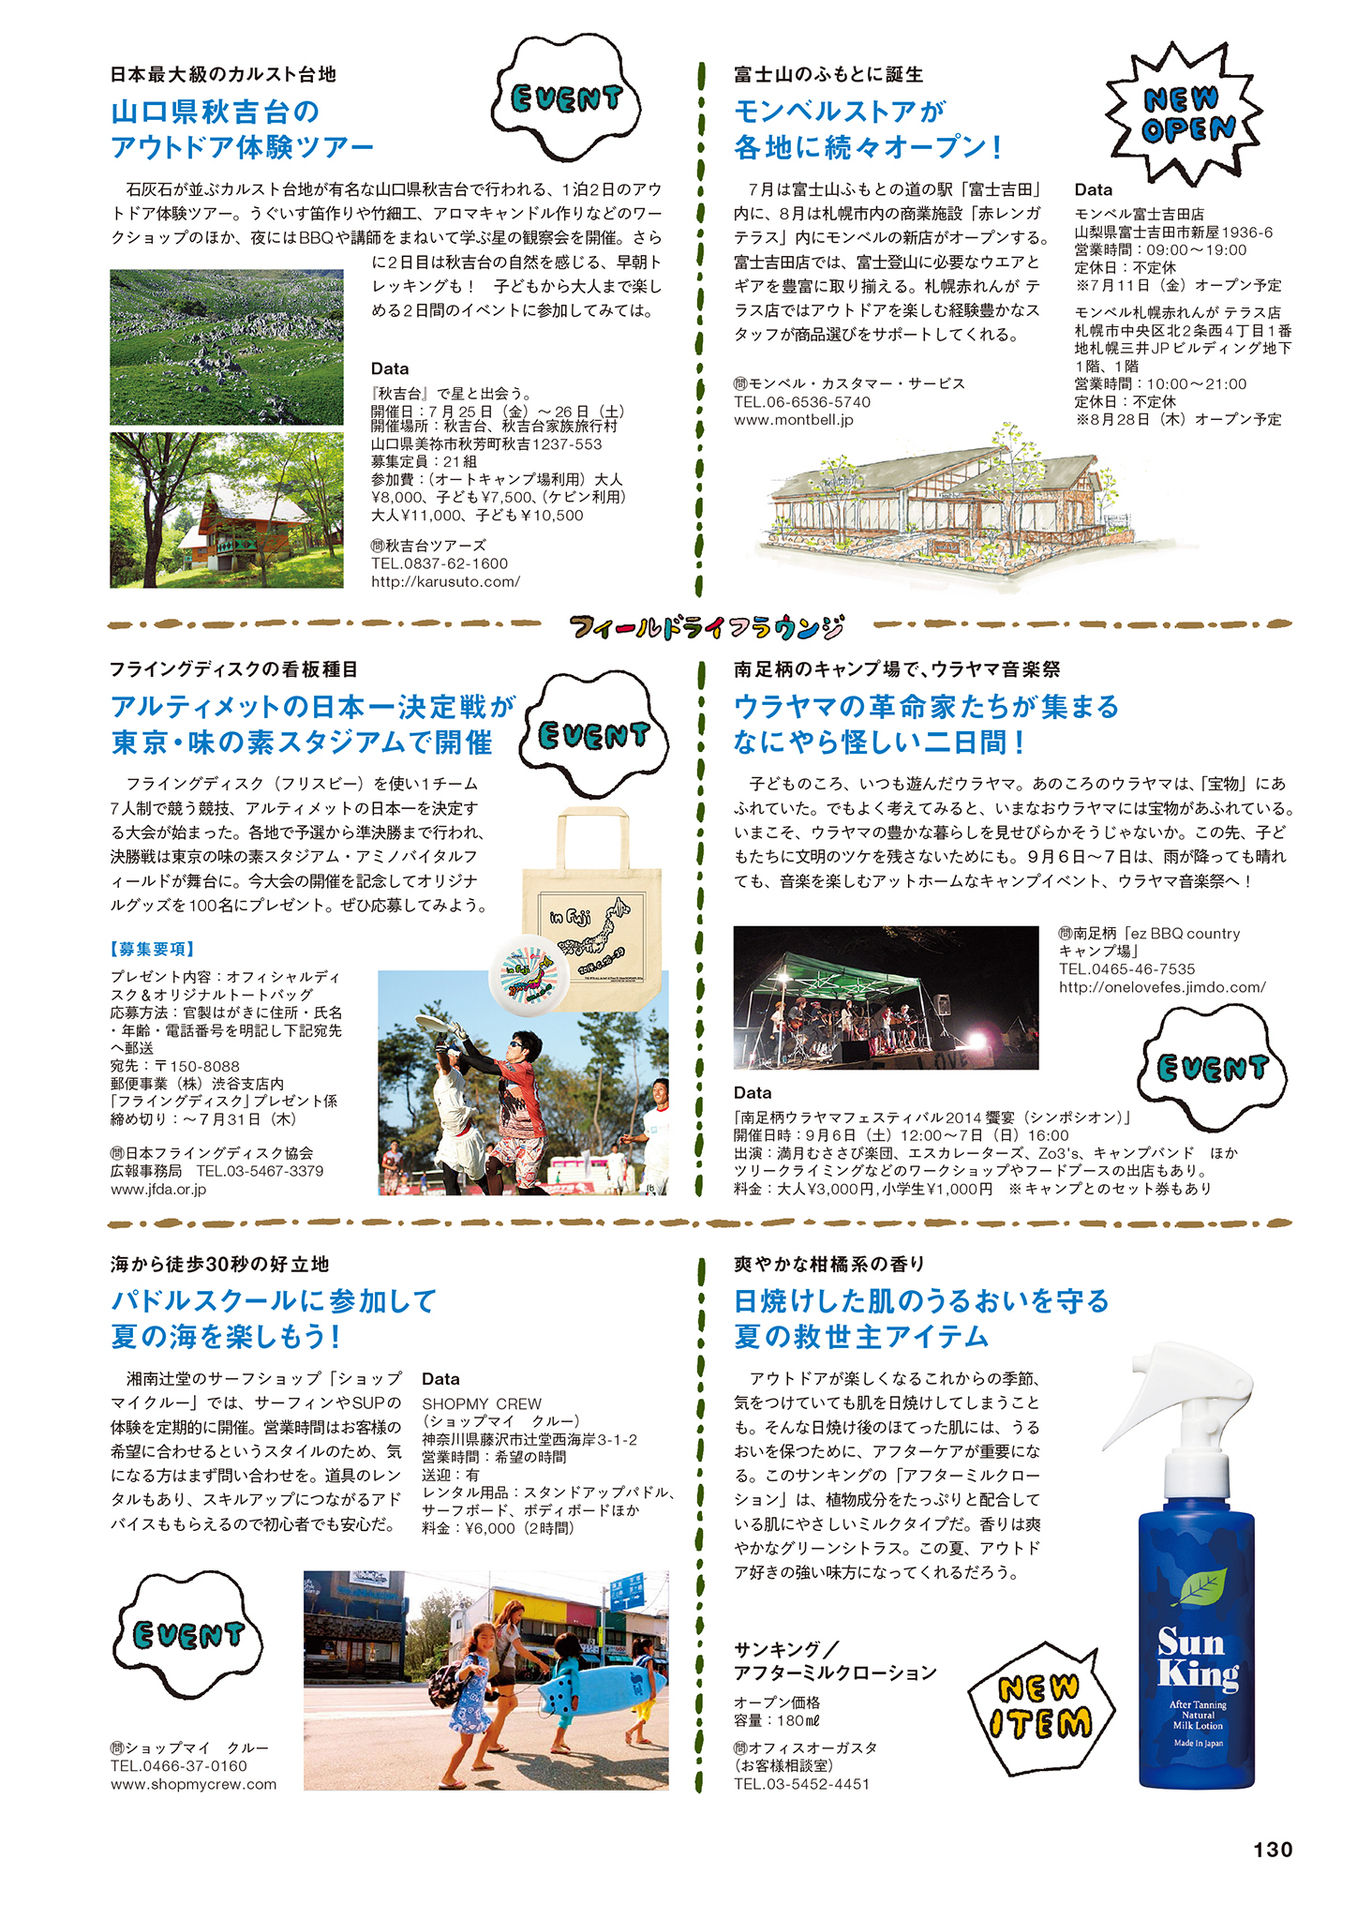 日本最大級のカルスト台地
山口県秋吉台の
アウトドア体験ツアー
EVENT
石灰石が並ぶカルスト台地が有名な山口県秋吉台で行われる、1泊2日のアウ
トドア体験ツアー。うぐいす笛作りや竹細工、アロマキャンドル作りなどのワー
クショップのほか、夜にはBBQや講師をまねいて学ぶ星の観察会を開催。さら
に2日目は秋吉台の自然を感じる、早朝ト
レッキングも！　子どもから大人まで楽し
める2日間のイベントに参加してみては。
Data
『秋吉台』で星と出会う。
開催日：7月25日（金）〜26日（土）
開催場所：秋吉台、秋吉台家族旅行村
山口県美祢市秋芳町秋吉1237-553
募集定員：21組
参加費：（オートキャンプ場利用）大人
¥8,000、子ども¥7,500、（ケビン利用）
大人¥11,000、子ども￥10,500
㉄秋吉台ツアーズ
TEL.0837-62-1600
http://karusuto.com/
富士山のふもとに誕生
モンベルストアが
各地に続々オープン！
NEW
OPEN
7月は富士山ふもとの道の駅「富士吉田」
内に、8月は札幌市内の商業施設「赤レンガ
テラス」内にモンベルの新店がオープンする。
富士吉田店では、富士登山に必要なウエアと
ギアを豊富に取り揃える。札幌赤れんが テ
ラス店ではアウトドアを楽しむ経験豊かなス
タッフが商品選びをサポートしてくれる。
㉄モンベル・カスタマー・サービス
TEL.06-6536-5740
www.montbell.jp
Data
モンベル富士吉田店
山梨県富士吉田市新屋1936-6
営業時間：09:00〜19:00
定休日：不定休
※7月11日（金）オープン予定
モンベル札幌赤れんが テラス店
札幌市中央区北2条西4丁目1番
地札幌三井JPビルディング地下
1階、1階
営業時間：10:00〜21:00
定休日：不定休
※8月28日（木）オープン予定
フィールドライフラウンジ
フライングディスクの看板種目
アルティメットの日本一決定戦が
東京・味の素スタジアムで開催
EVENT
フライングディスク（フリスビー）を使い1チーム
7人制で競う競技、アルティメットの日本一を決定す
る大会が始まった。各地で予選から準決勝まで行われ、
決勝戦は東京の味の素スタジアム・アミノバイタルフ
ィールドが舞台に。今大会の開催を記念してオリジナ
ルグッズを100名にプレゼント。ぜひ応募してみよう。
【募集要項】
プレゼント内容：オフィシャルディ
スク＆オリジナルトートバッグ
応募方法：官製はがきに住所・氏名
・年齢・電話番号を明記し下記宛先
へ郵送
宛先：〒150-8088
郵便事業（株）渋谷支店内
「フライングディスク」プレゼント係
締め切り：〜7月31日（木）
㉄日本フライングディスク協会
広報事務局　TEL.03-5467-3379
www.jfda.or.jp
in Fuji
in Fuji
南足柄のキャンプ場で、ウラヤマ音楽祭
ウラヤマの革命家たちが集まる
なにやら怪しい二日間！
子どものころ、いつも遊んだウラヤマ。あのころのウラヤマは、「宝物」にあ
ふれていた。でもよく考えてみると、いまなおウラヤマには宝物があふれている。
いまこそ、ウラヤマの豊かな暮らしを見せびらかそうじゃないか。この先、子ど
もたちに文明のツケを残さないためにも。9月6日〜7日は、雨が降っても晴れ
ても、音楽を楽しむアットホームなキャンプイベント、ウラヤマ音楽祭へ！
㉄南足柄「ez BBQ country
キャンプ場」
TEL.0465-46-7535
http://onelovefes.jimdo.com/
EVENT
Data
「南足柄ウラヤマフェスティバル2014 饗宴（シンポシオン）」
開催日時：9月6日（土）12:00〜7日（日）16:00
出演：満月むささび楽団、エスカレーターズ、Zo3's、キャンプバンド　ほか
ツリークライミングなどのワークショップやフードブースの出店もあり。
料金：大人¥3,000円,小学生¥1,000円　※キャンプとのセット券もあり
海から徒歩30秒の好立地
パドルスクールに参加して
夏の海を楽しもう！
湘南辻堂のサーフショップ「ショップ
マイクルー」では、サーフィンやSUPの
体験を定期的に開催。営業時間はお客様の
希望に合わせるというスタイルのため、気
になる方はまず問い合わせを。道具のレン
タルもあり、スキルアップにつながるアド
バイスももらえるので初心者でも安心だ。
Data
SHOPMY CREW
（ショップマイ　クルー）
神奈川県藤沢市辻堂西海岸3-1-2
営業時間：希望の時間
送迎：有
レンタル用品：スタンドアップパドル、
サーフボード、ボディボードほか
料金：¥6,000（2時間）
EVENT
㉄ショップマイ　クルー
TEL.0466-37-0160
www.shopmycrew.com
爽やかな柑橘系の香り
日焼けした肌のうるおいを守る
夏の救世主アイテム
アウトドアが楽しくなるこれからの季節、
気をつけていても肌を日焼けしてしまうこと
も。そんな日焼け後のほてった肌には、うる
おいを保つために、アフターケアが重要にな
る。このサンキングの「アフターミルクロー
ション」は、植物成分をたっぷりと配合して
いる肌にやさしいミルクタイプだ。香りは爽
やかなグリーンシトラス。この夏、アウトド
ア好きの強い味方になってくれるだろう。
サンキング／
アフターミルクローション
オープン価格
容量：180㎖
㉄オフィスオーガスタ
（お客様相談室）
TEL.03-5452-4451
NEW
ITEM
Sun
King
After Tanning
Natural
Milk Lotion
Made in Japan
130